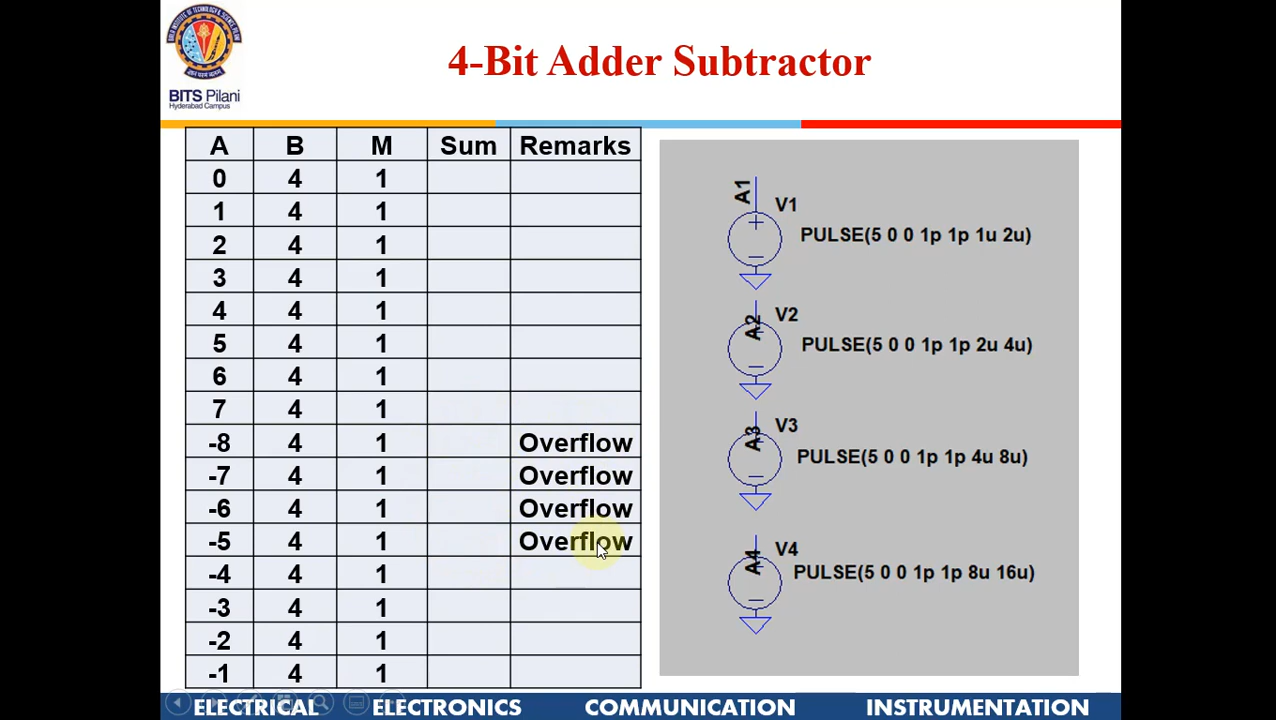 BITS Pilani
Hyderabad Campus
4-Bit Adder Subtractor
A B M Sum Remarks
0 4 1
1 4 1
2 4 1
3 4 1
4 4 1
5 4 1
6 4 1
7 4 1
-8 4 1 Overflow
-7 4 1 Overflow
-6 4 1 Overflow
-5 4 1 Overflow
-4 4 1
-3 4 1
-2 4 1
-1 4 1
A1
V1
PULSE(5 0 0 1p 1p 1u 2u)
A2
V2
PULSE(5 0 0 1p 1p 2u 4u)
A3
V3
PULSE(5 0 0 1p 1p 4u 8u)
A4
V4
PULSE(5 0 0 1p 1p 8u 16u)
ELECTRICAL ELECTRONICS COMMUNICATION INSTRUMENTATION